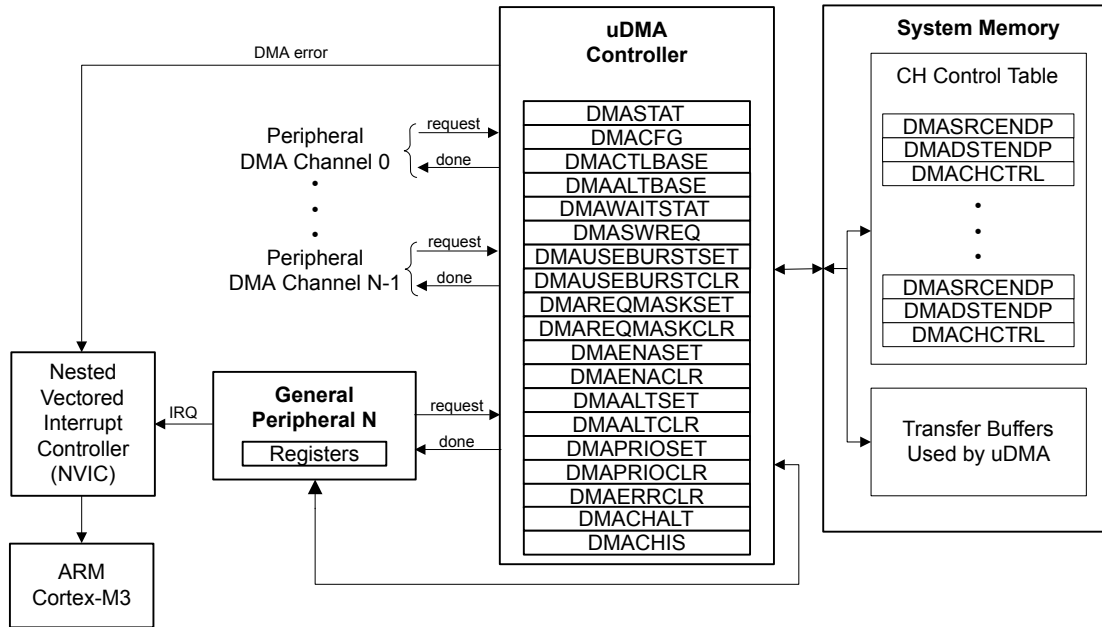 DMA error
Peripheral
DMA Channel 0
request
done
Peripheral
DMA Channel N-1
request
done
Nested
Vectored
Interrupt
Controller
(NVIC)
IRQ
General
Peripheral N
Registers
request
done
ARM
Cortex-M3
uDMA
Controller
DMASTAT
DMACFG
DMACTLBASE
DMAALTBASE
DMAWAITSTAT
DMASWREQ
DMAUSEBURSTSET
DMAUSEBURSTCLR
DMAREQMASKSET
DMAREQMASKCLR
DMAENASET
DMAENACLR
DMAALTSET
DMAALTCLR
DMAPRIOSET
DMAPRIOCLR
DMAERRCLR
DMACHALT
DMACHIS
System Memory
CH Control Table
DMASRCENDP
DMADSTENDP
DMACHCTRL
DMASRCENDP
DMADSTENDP
DMACHCTRL
Transfer Buffers
Used by uDMA